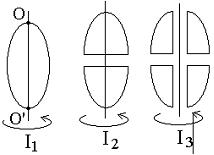 O
O'
I₁ I₂ I₃